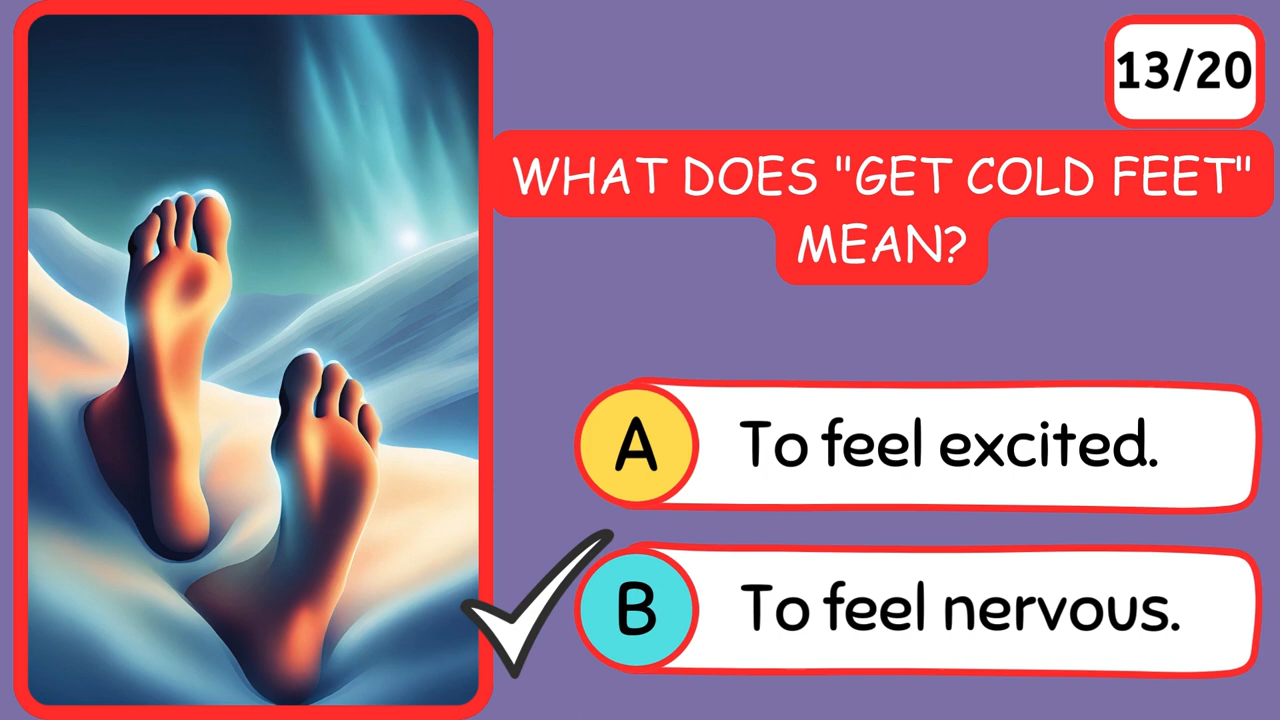 13/20
WHAT DOES "GET COLD FEET"
MEAN?
A To feel excited.
B To feel nervous.